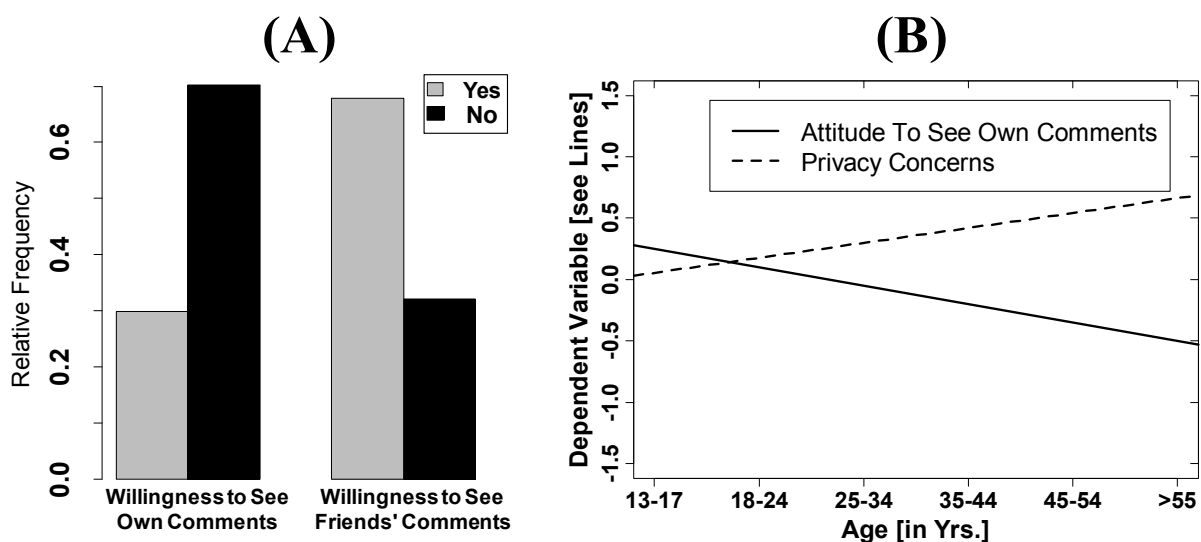 (A)
Yes
No
Relative Frequency
0.6
0.4
0.2
0.0
Willingness to See
Own Comments
Willingness to See
Friends' Comments
(B)
Attitude To See Own Comments
Privacy Concerns
Dependent Variable [see Lines]
1.5
1.0
0.5
0.0
-0.5
-1.0
-1.5
13-17 18-24 25-34 35-44 45-54 >55
Age [in Yrs.]